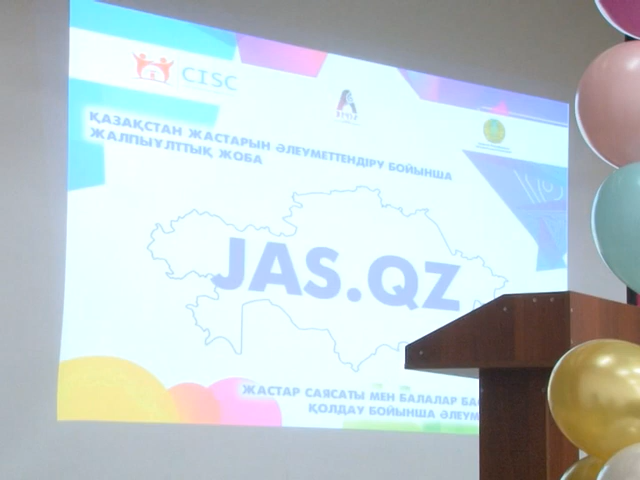 CISC
ҚАЗАҚСТАН ЖАСТАРЫН ӘЛЕУМЕТТЕНДІРУ БОЙЫНША
ЖАЛПЫҰЛТТЫҚ ЖОБА
JAS.QZ
ЖАСТАР САЯСАТЫ МЕН БАЛАЛАР
ҚОЛДАУ БОЙЫНША